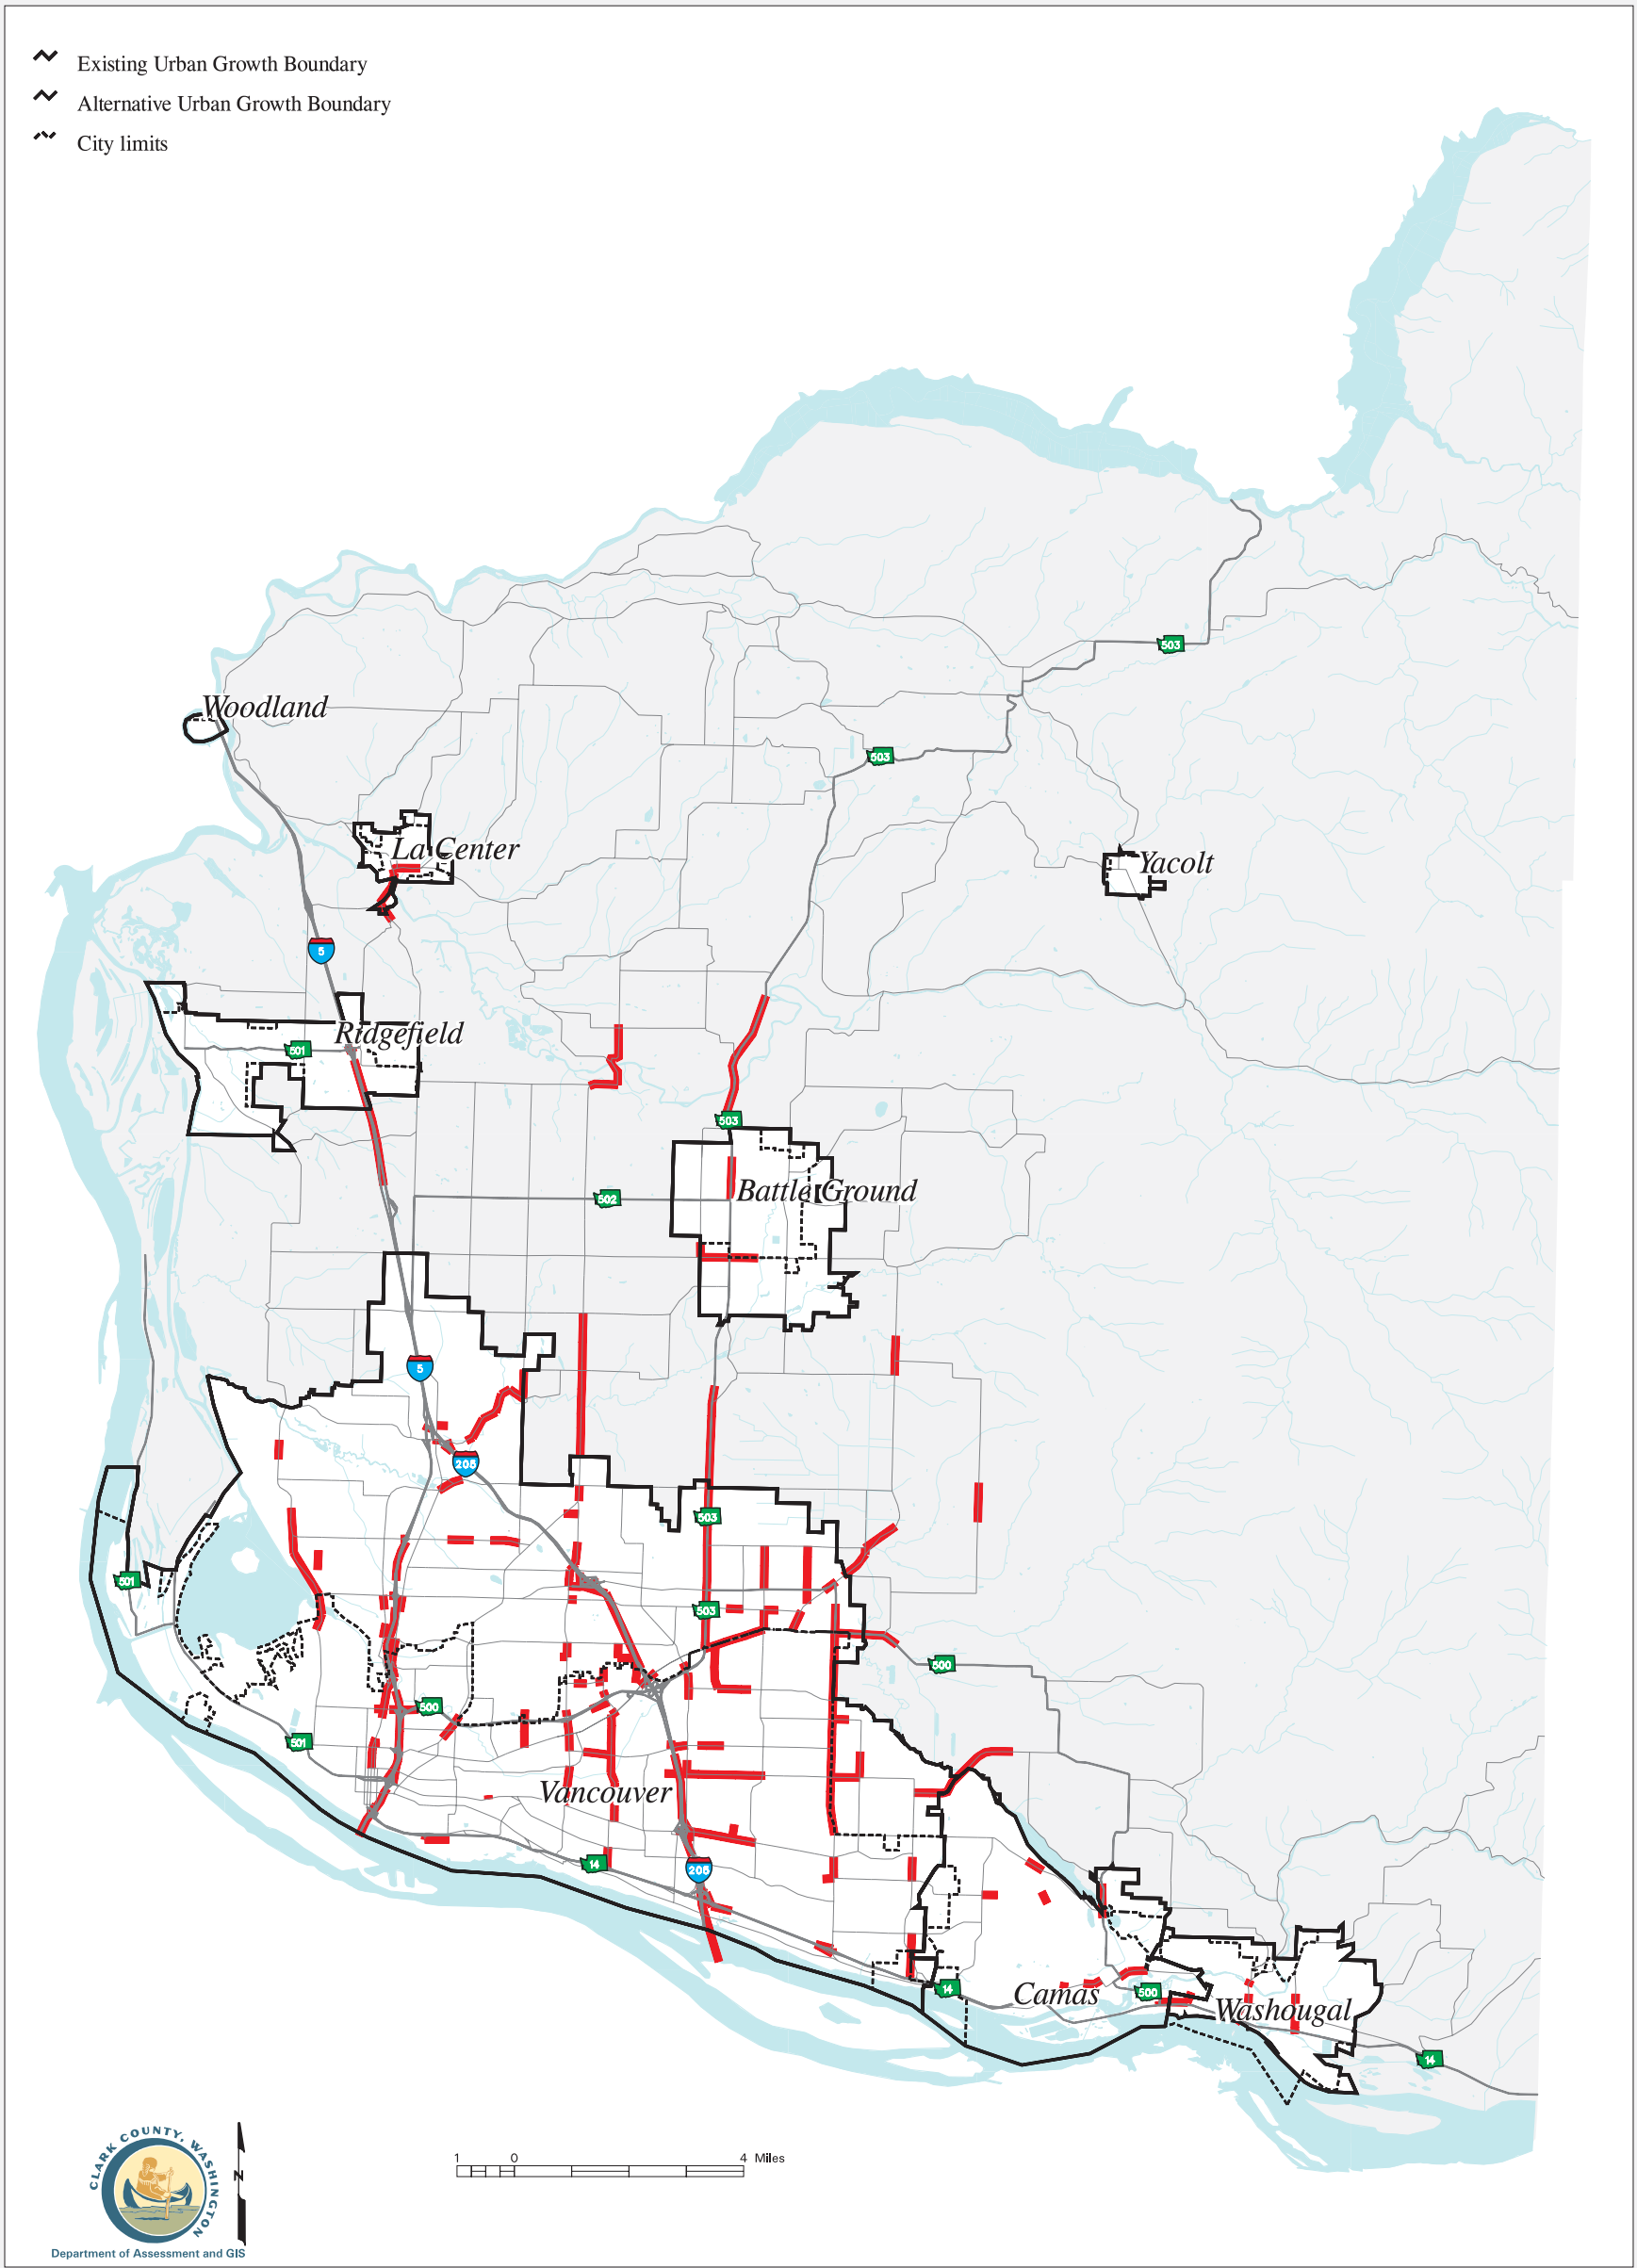 Existing Urban Growth Boundary
Alternative Urban Growth Boundary
City limits
503
Woodland
503
La Center
Yacolt
5
Ridgefield
501
503
Battle Ground
502
5
205
503
501
503
500
500
501
Vancouver
14
205
Camas
14
500
Washougal
14
CLARK COUNTY, WASHINGTON
N
1 0 4 Miles
Department of Assessment and GIS